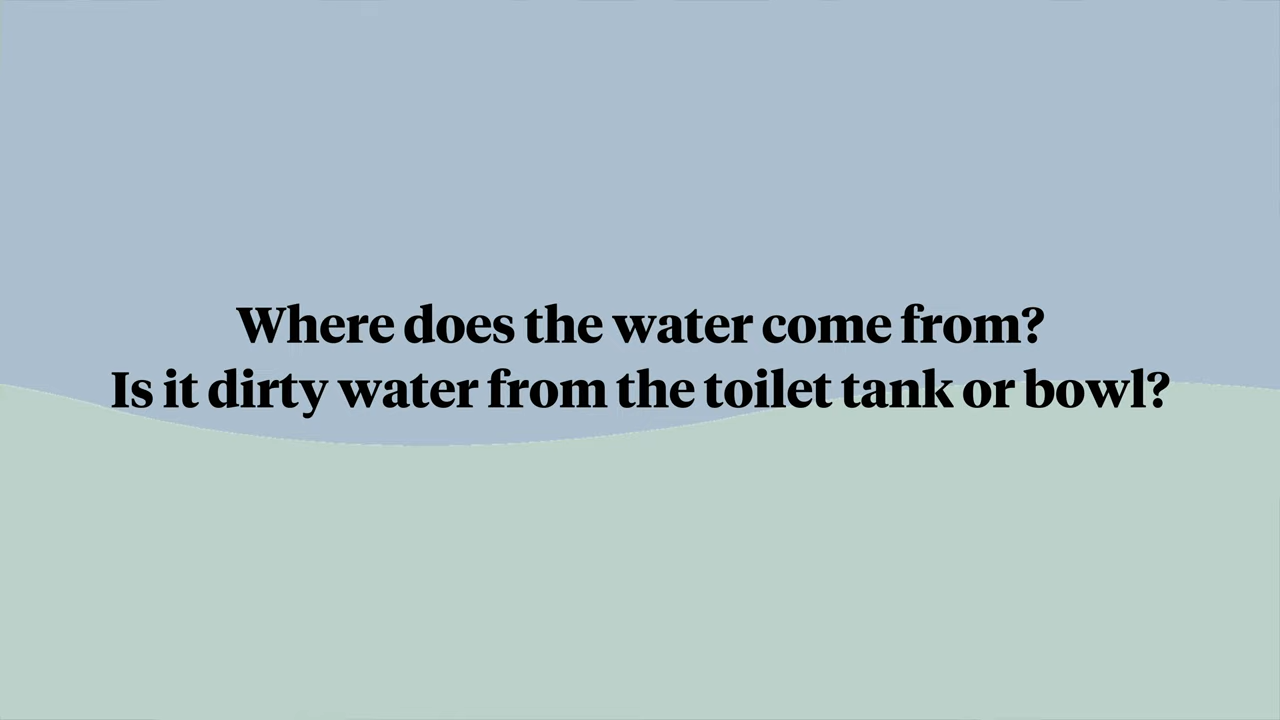 Where does the water come from?
Is it dirty water from the toilet tank or bowl?